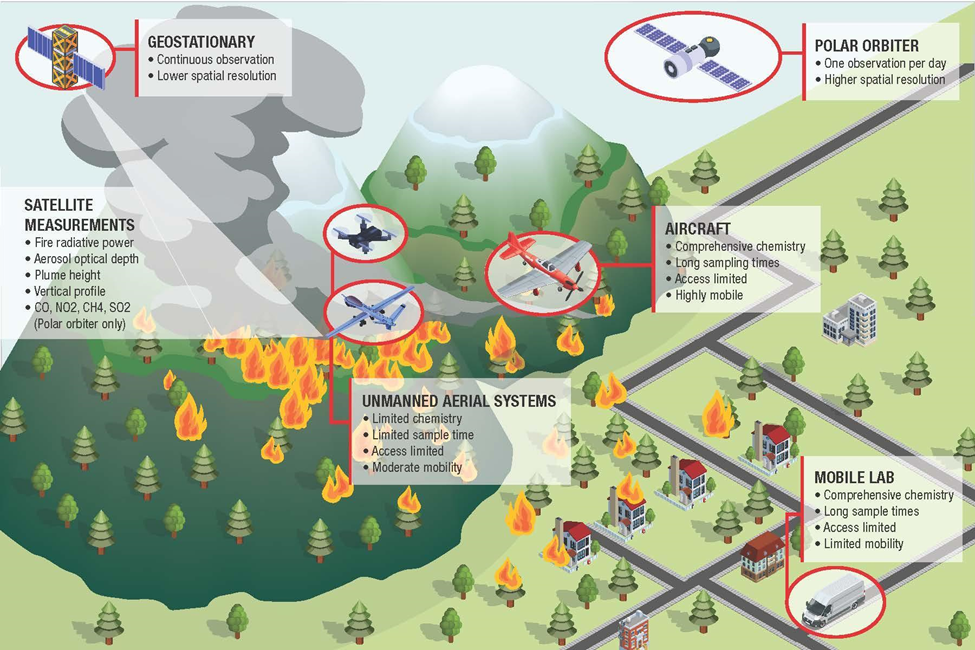 GEOSTATIONARY
• Continuous observation
• Lower spatial resolution
POLAR ORBITER
• One observation per day
• Higher spatial resolution
SATELLITE
MEASUREMENTS
• Fire radiative power
• Aerosol optical depth
• Plume height
• Vertical profile
• CO, NO2, CH4, SO2
(Polar orbiter only)
AIRCRAFT
• Comprehensive chemistry
• Long sampling times
• Access limited
• Highly mobile
UNMANNED AERIAL SYSTEMS
• Limited chemistry
• Limited sample time
• Access limited
• Moderate mobility
MOBILE LAB
• Comprehensive chemistry
• Long sample times
• Access limited
• Limited mobility